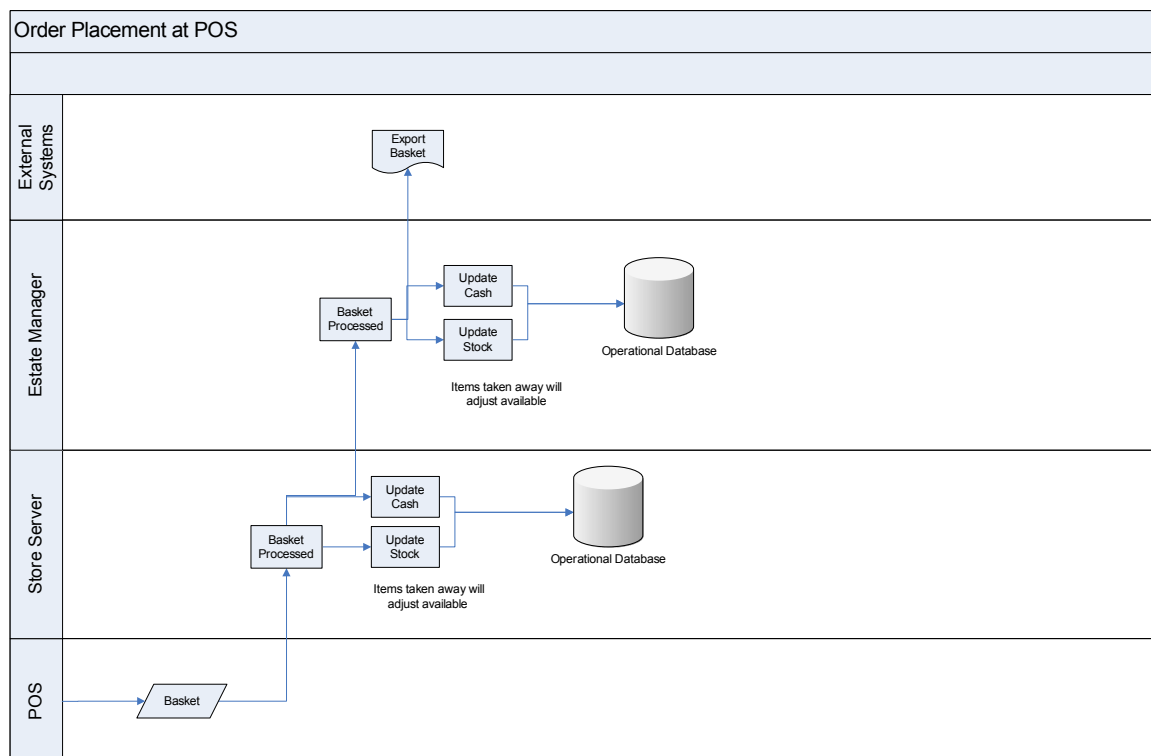 Order Placement at POS
External
Systems
Export
Basket
Estate Manager
Update
Cash
Basket
Processed
Update
Stock
Operational Database
Items taken away will
adjust available
Store Server
Update
Cash
Basket
Processed
Update
Stock
Operational Database
Items taken away will
adjust available
POS
Basket